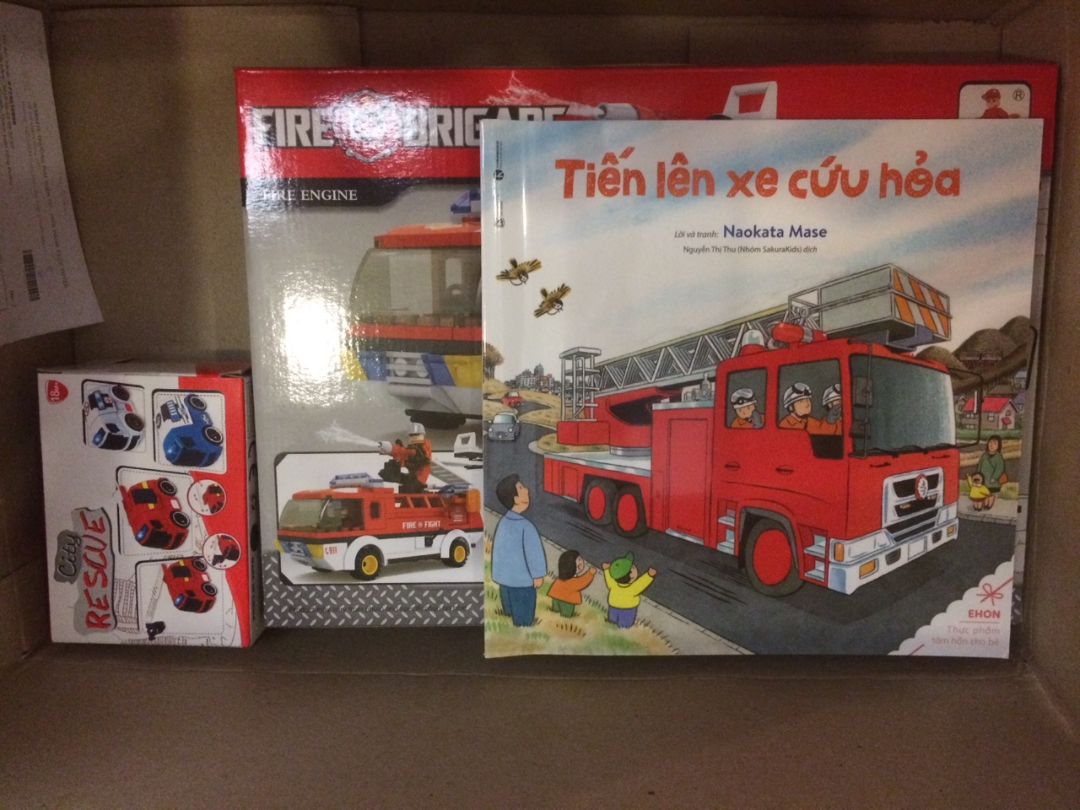 FIRE BRIGADE
®
FIRE ENGINE
FIRE FIGHT
Tiến lên xe cứu hỏa
Lời và tranh: Naokata Mase
Nguyễn Thị Thu (Nhóm SakuraKids) dịch
EHON
Thực phẩm
tâm hồn cho bé
City
RESCUE